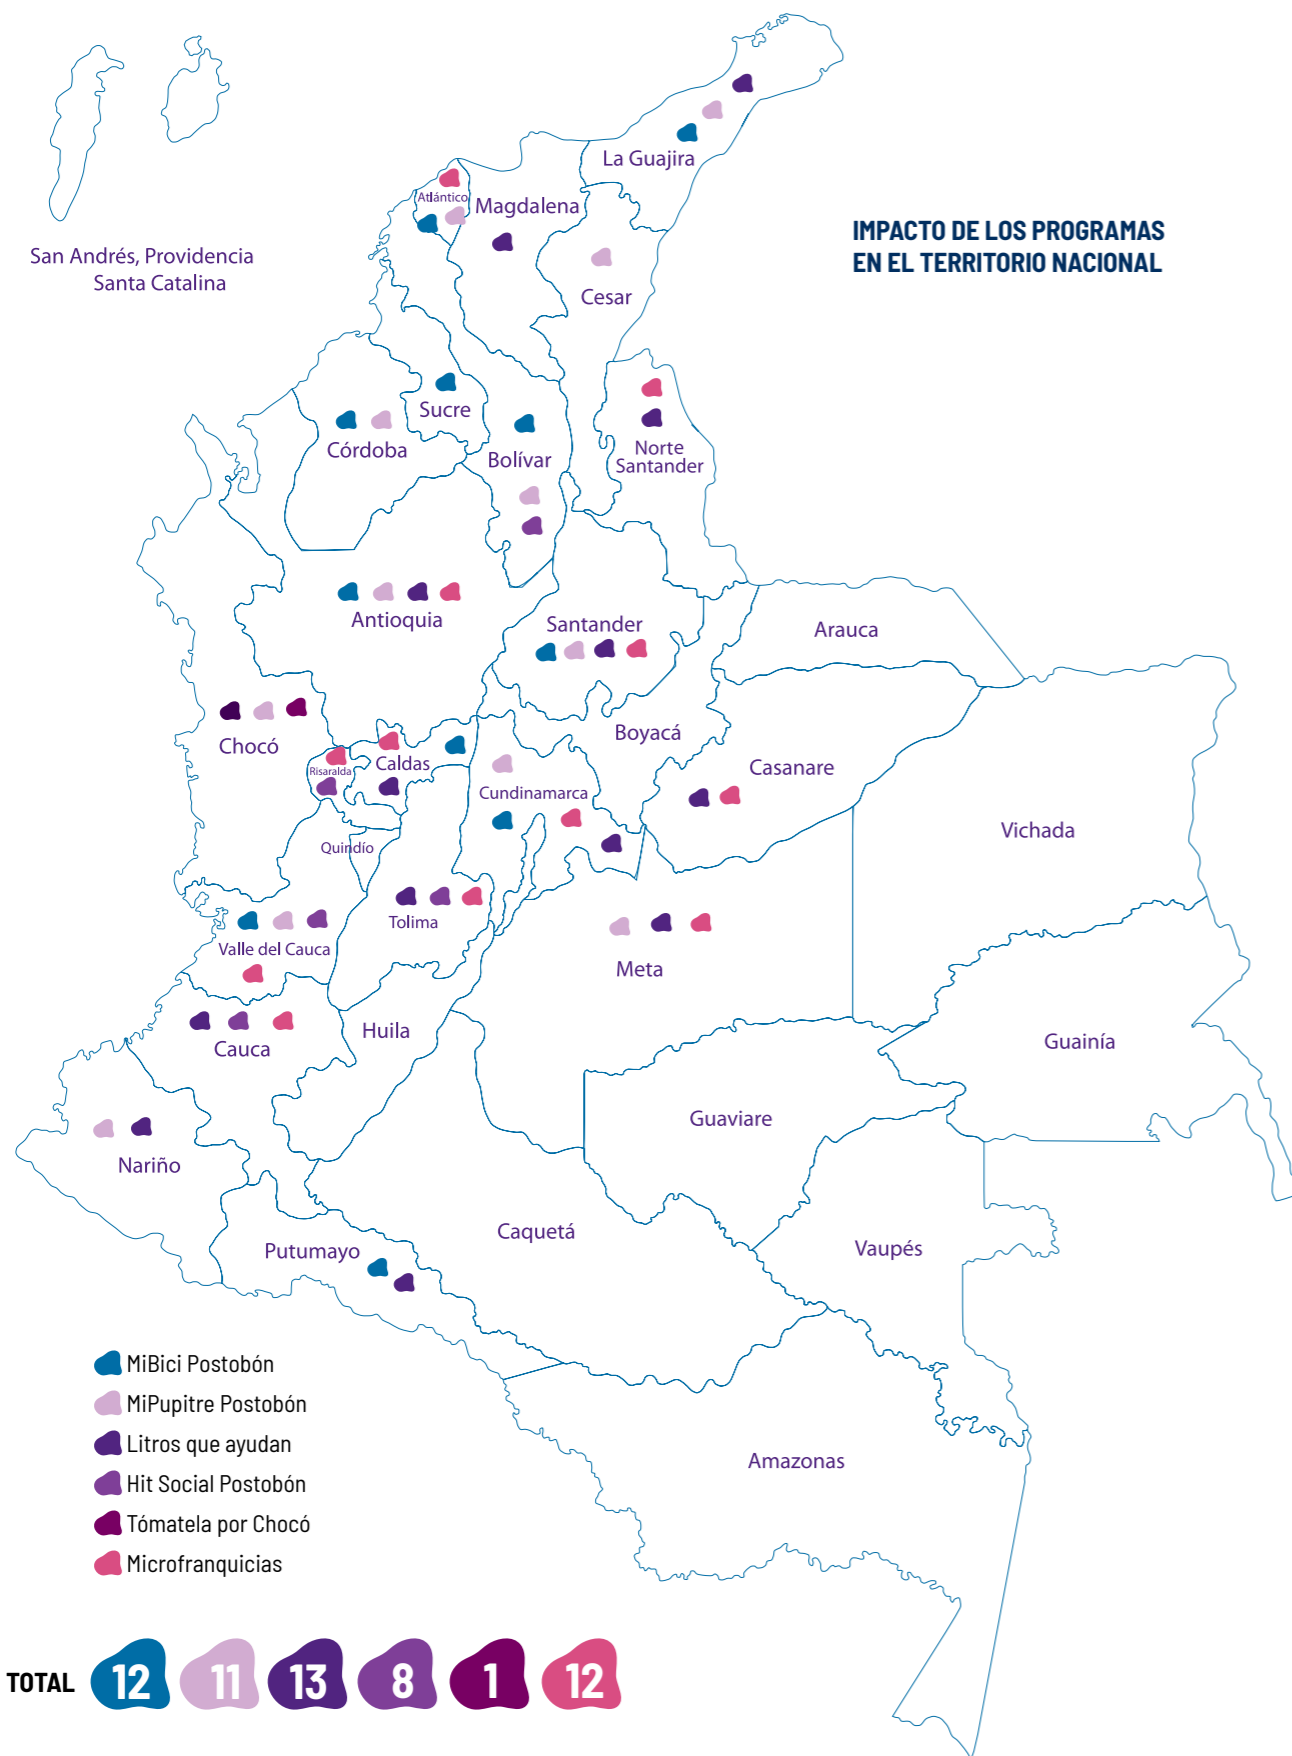 San Andrés, Providencia
Santa Catalina
IMPACTO DE LOS PROGRAMAS
EN EL TERRITORIO NACIONAL
La Guajira
Atlántico
Magdalena
Cesar
Sucre
Córdoba
Bolívar
Norte
Santander
Antioquia
Santander
Arauca
Chocó
Boyacá
Risaralda
Caldas
Casanare
Cundinamarca
Vichada
Quindío
Tolima
Valle del Cauca
Meta
Huila
Cauca
Guainía
Guaviare
Nariño
Caquetá
Putumayo
Vaupés
Amazonas
MiBici Postobón
MiPupitre Postobón
Litros que ayudan
Hit Social Postobón
Tómatela por Chocó
Microfranquicias
TOTAL 12 11 13 8 1 12